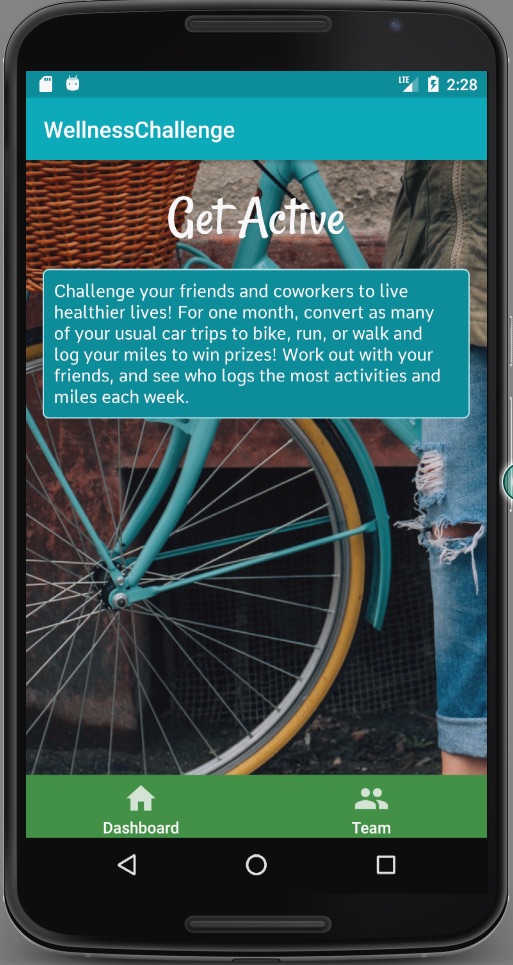 LTE 2:28
WellnessChallenge
Get Active
Challenge your friends and coworkers to live
healthier lives! For one month, convert as many
of your usual car trips to bike, run, or walk and
log your miles to win prizes! Work out with your
friends, and see who logs the most activities and
miles each week.
Dashboard Team